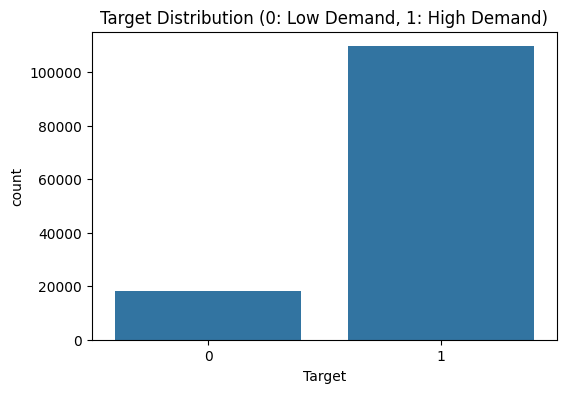 Target Distribution (0: Low Demand, 1: High Demand)
100000
80000
60000
40000
20000
0
count
0 1
Target